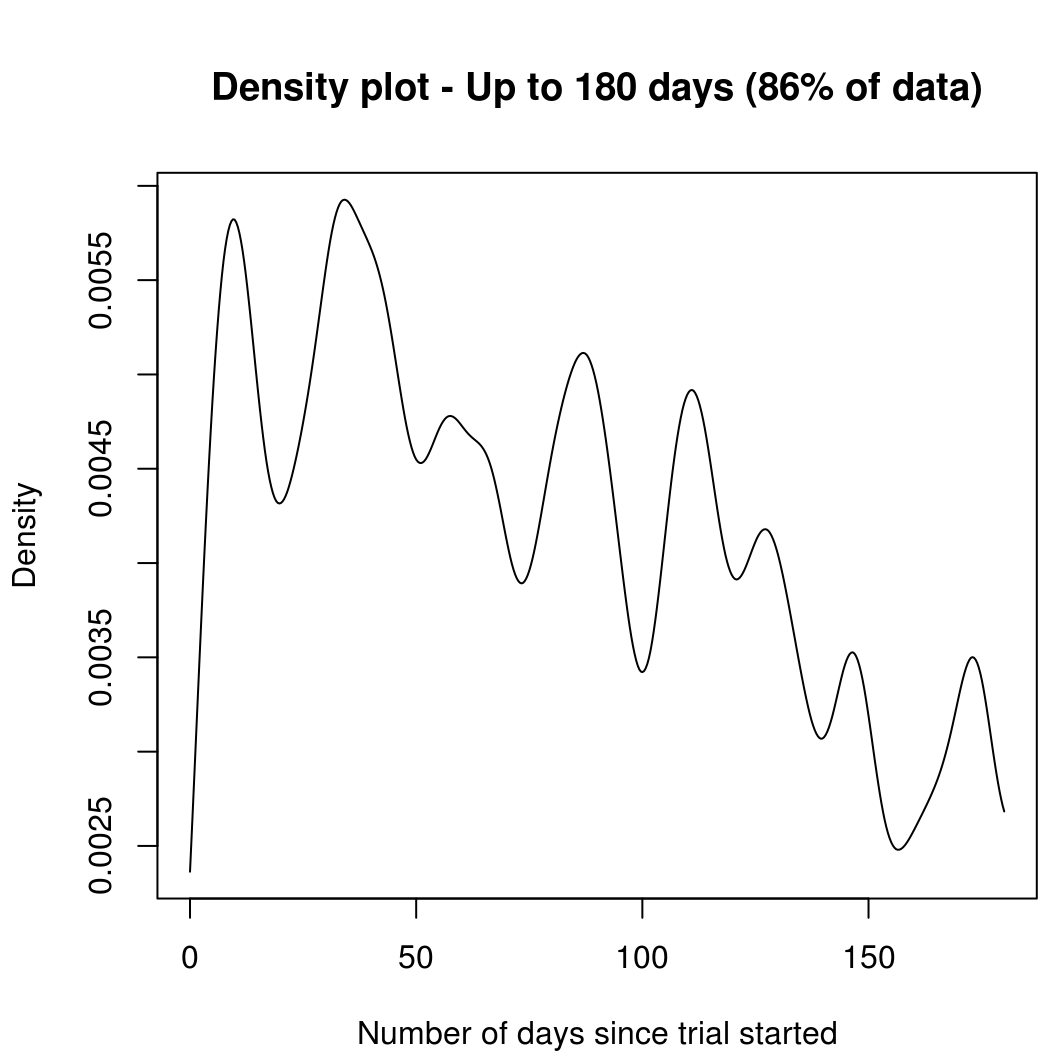 Density plot - Up to 180 days (86% of data)
Density
0.0055
0.0045
0.0035
0.0025
0 50 100 150
Number of days since trial started